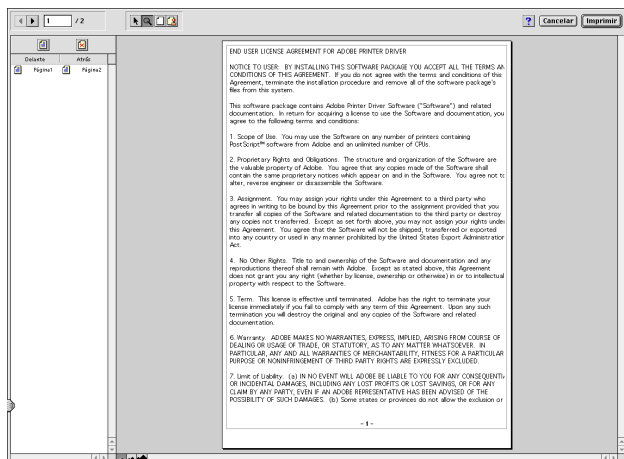 1 / 2
? Cancelar Imprimir
Delante Atrás
Página1 Página2
END USER LICENSE AGREEMENT FOR ADOBE PRINTER DRIVER
NOTICE TO USER: BY INSTALLING THIS SOFTWARE PACKAGE YOU ACCEPT ALL THE TERMS AN
CONDITIONS OF THIS AGREEMENT. If you do not agree with the terms and conditions of this
Agreement, terminate the installation procedure and remove all of the software package's
files from this system.
This software package contains Adobe Printer Driver Software ("Software") and related
documentation. In return for acquiring a license to use the Software and documentation, you
agree to the following terms and conditions:
1. Scope of Use. You may use the Software on any number of printers containing
PostScript™ software from Adobe and an unlimited number of CPUs.
2. Proprietary Rights and Obligations. The structure and organization of the Software are
the valuable property of Adobe. You agree that any copies made of the Software shall
contain the same proprietary notices which appear on and in the Software. You agree not to
alter, reverse engineer or disassemble the Software.
3. Assignment. You may assign your rights under this Agreement to a third party who
agrees in writing to be bound by this Agreement prior to the assignment provided that you
transfer all copies of the Software and related documentation to the third party or destroy
any copies not transferred. Except as set forth above, you may not assign your rights under
this Agreement. You agree that the Software will not be shipped, transferred or exported
into any country or used in any manner prohibited by the United States Export Administration
Act.
4. No Other Rights. Title to and ownership of the Software and documentation and any
reproductions thereof shall remain with Adobe. Except as stated above, this Agreement
does not grant you any right (whether by license, ownership or otherwise) in or to intellectual
property with respect to the Software.
5. Term. This license is effective until terminated. Adobe has the right to terminate your
license immediately if you fail to comply with any term of this Agreement. Upon any such
termination you will destroy the original and any copies of the Software and related
documentation.
6. Warranty. ADOBE MAKES NO WARRANTIES, EXPRESS, IMPLIED, ARISING FROM COURSE OF
DEALING OR USAGE OF TRADE, OR STATUTORY, AS TO ANY MATTER WHATSOEVER. IN
PARTICULAR, ANY AND ALL WARRANTIES OF MERCHANTABILITY, FITNESS FOR A PARTICULAR
PURPOSE OR NONINFRINGEMENT OF THIRD PARTY RIGHTS ARE EXPRESSLY EXCLUDED.
7. Limit of Liability. (a) IN NO EVENT WILL ADOBE BE LIABLE TO YOU FOR ANY CONSEQUENTI
OR INCIDENTAL DAMAGES, INCLUDING ANY LOST PROFITS OR LOST SAVINGS, OR FOR ANY
CLAIM BY ANY PARTY, EVEN IF AN ADOBE REPRESENTATIVE HAS BEEN ADVISED OF THE
POSSIBILITY OF SUCH DAMAGES. (b) Some states or provinces do not allow the exclusion or
- 1 -